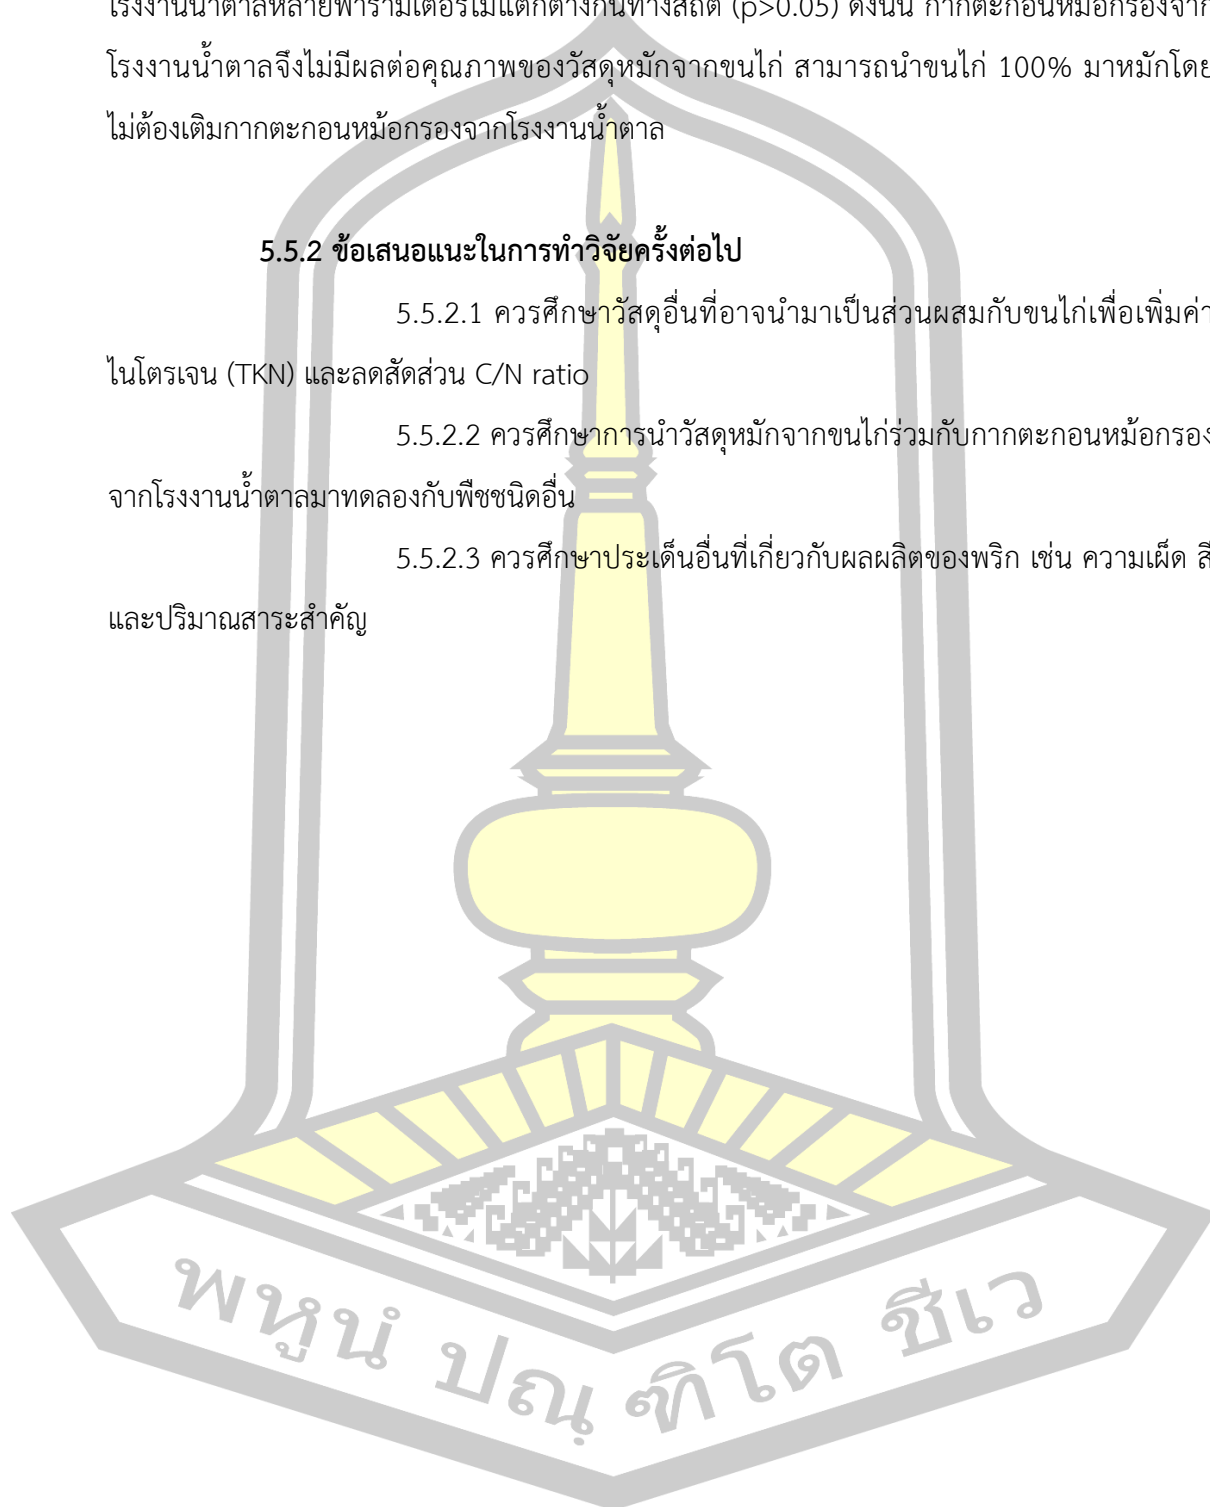 โรงงานน้ำตาลหลายพารามิเตอร์ไม่แตกต่างกันทางสถิติ (p>0.05) ดังนั้น กากตะกอนหม้อกรองจาก
โรงงานน้ำตาลจึงไม่มีผลต่อคุณภาพของวัสดุหมักจากขนไก่ สามารถนำขนไก่ 100% มาหมักโดย
ไม่ต้องเติมกากตะกอนหม้อกรองจากโรงงานน้ำตาล
5.5.2 ข้อเสนอแนะในการทำวิจัยครั้งต่อไป
5.5.2.1 ควรศึกษาวัสดุอื่นที่อาจนำมาเป็นส่วนผสมกับขนไก่เพื่อเพิ่มค่า
ไนโตรเจน (TKN) และลดสัดส่วน C/N ratio
5.5.2.2 ควรศึกษาการนำวัสดุหมักจากขนไก่ร่วมกับกากตะกอนหม้อกรอง
จากโรงงานน้ำตาลมาทดลองกับพืชชนิดอื่น
5.5.2.3 ควรศึกษาประเด็นอื่นที่เกี่ยวกับผลผลิตของพริก เช่น ความเผ็ด สี
และปริมาณสาระสำคัญ
พหูนํ ปณฺฑิโต ชีเว